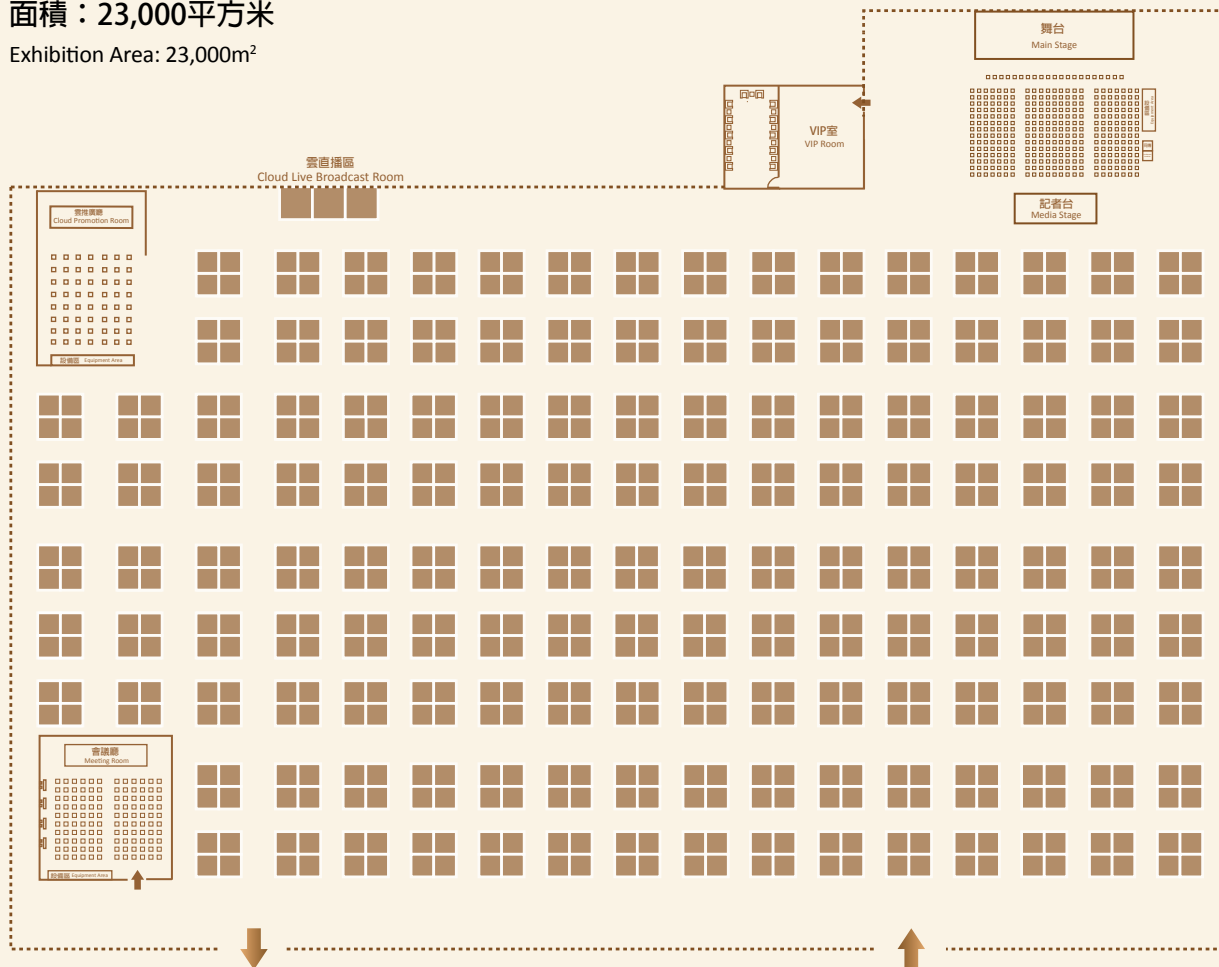 面積：23,000平方米
Exhibition Area: 23,000m²
舞台
Main Stage
VIP室
VIP Room
雲直播區
Cloud Live Broadcast Room
記者台
Media Stage
雲推廣廳
Cloud Promotion Room
設備區 Equipment Area
會議廳
Meeting Room
設備區 Equipment Area